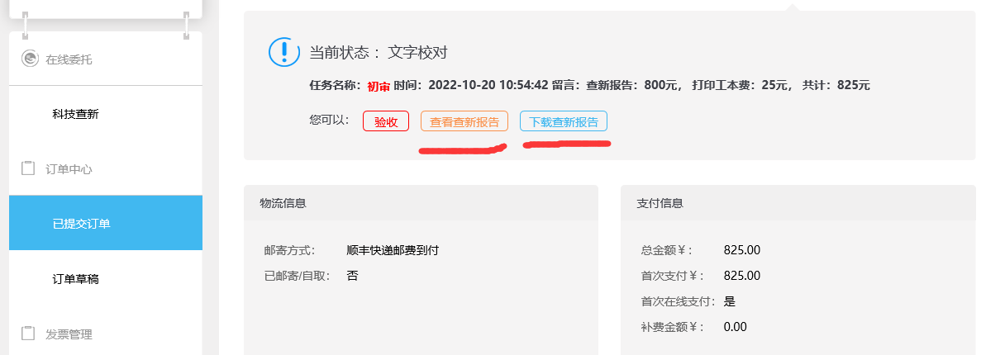 在线委托
科技查新
订单中心
已提交订单
订单草稿
发票管理
当前状态： 文字校对
任务名称：初审 时间：2022-10-20 10:54:42 留言：查新报告：800元， 打印工本费：25元， 共计：825元
您可以： 验收 查看查新报告 下载查新报告
物流信息
邮寄方式： 顺丰快递邮费到付
已邮寄/自取： 否
支付信息
总金额￥： 825.00
首次支付￥： 825.00
首次在线支付： 是
补费金额￥： 0.00